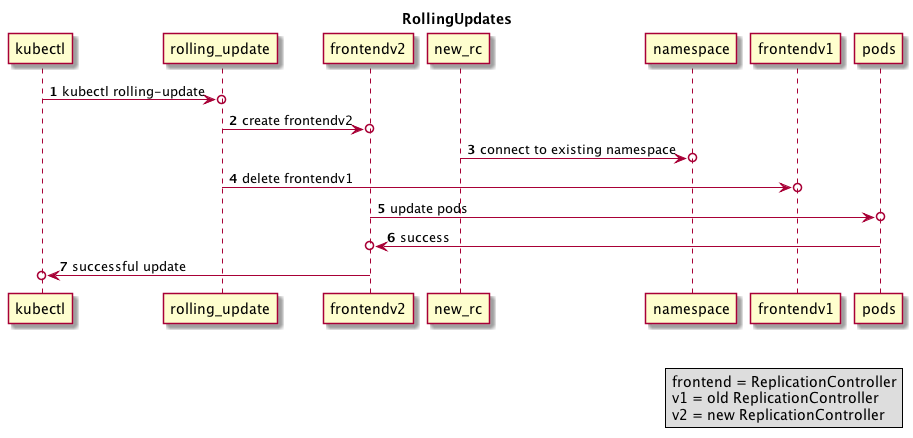 RollingUpdates
kubectl rolling_update frontendv2 new_rc namespace frontendv1 pods
1 kubectl rolling-update
2 create frontendv2
3 connect to existing namespace
4 delete frontendv1
5 update pods
6 success
7 successful update
kubectl rolling_update frontendv2 new_rc namespace frontendv1 pods
frontend = ReplicationController
v1 = old ReplicationController
v2 = new ReplicationController